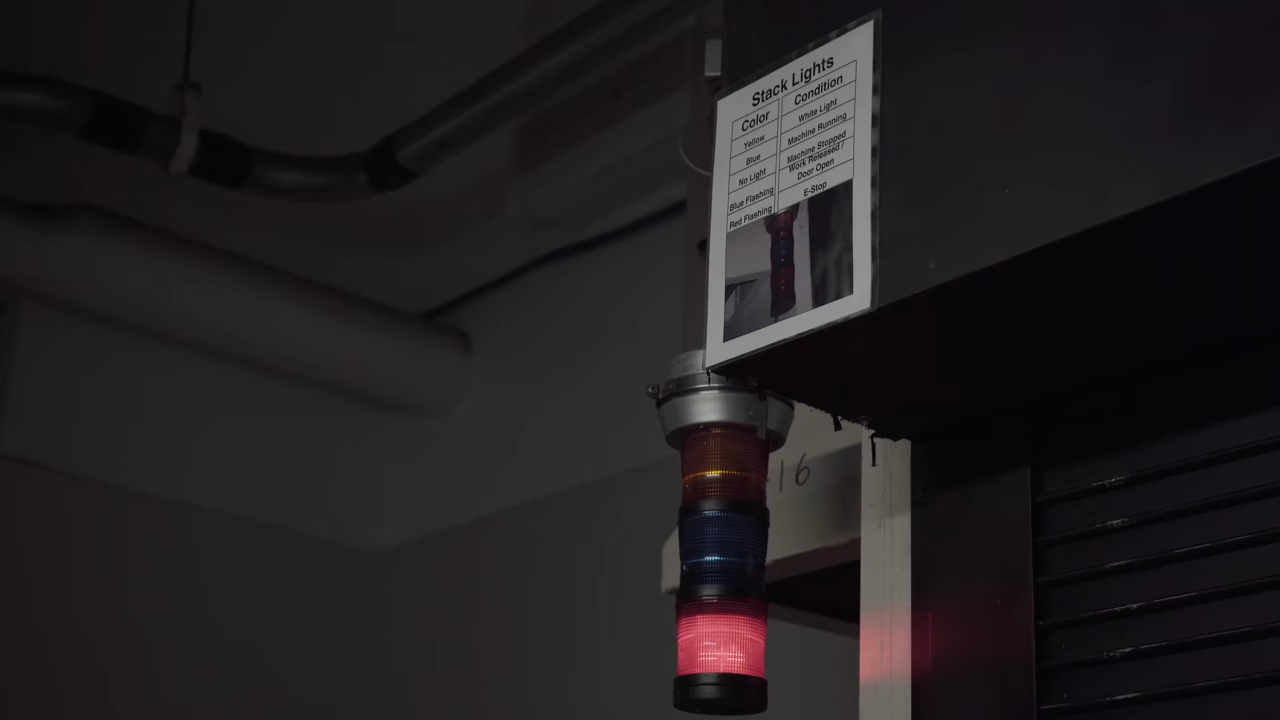 Stack Lights
Color Condition
Yellow White Light
Blue Machine Running
No Light Machine Stopped
Blue Flashing Work Released /
Door Open
Red Flashing E-Stop
16